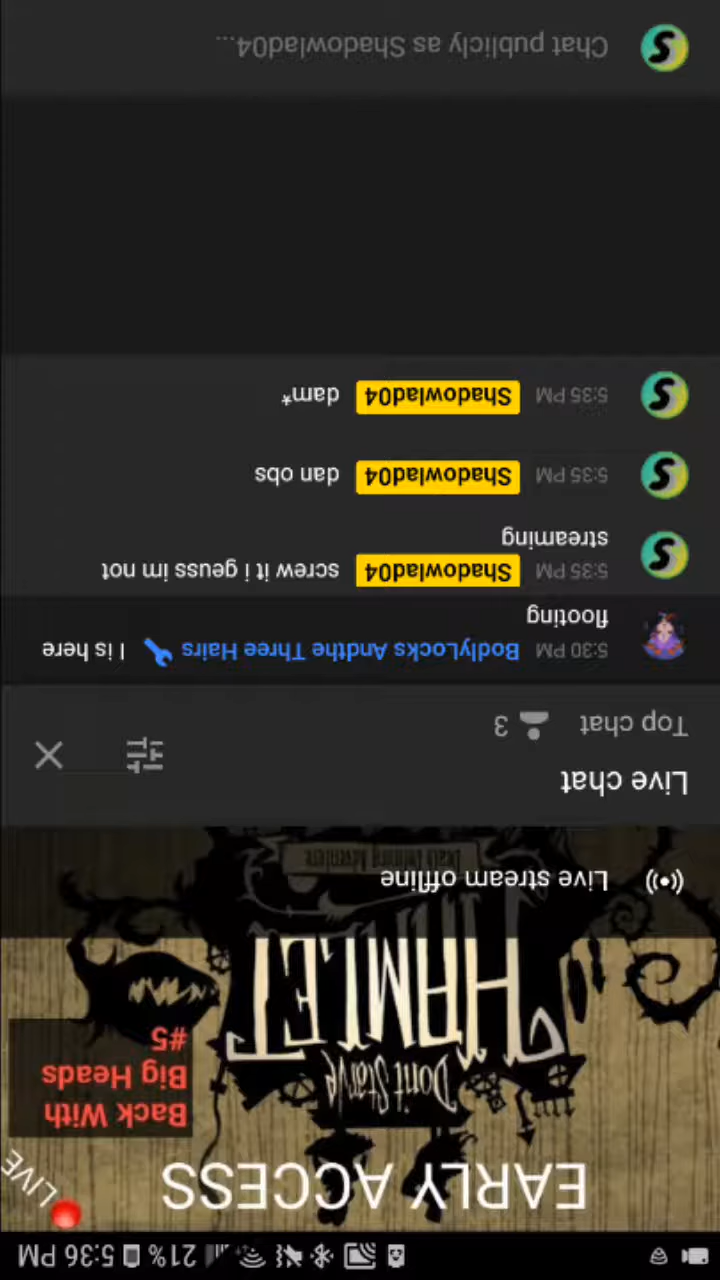 21% 5:36 PM
EARLY ACCESS
LIVE
Back With
Big Heads
#5
Don't Starve
HAMLET
Live stream offline
Live chat
Top chat 3
5:30 PM BodlyLocks Andthe Three Hairs I is here
flooting
5:35 PM Shadowlad04 screw it i geuss im not
streaming
5:35 PM Shadowlad04 dan obs
5:35 PM Shadowlad04 dam*
Chat publicly as Shadowlad04...